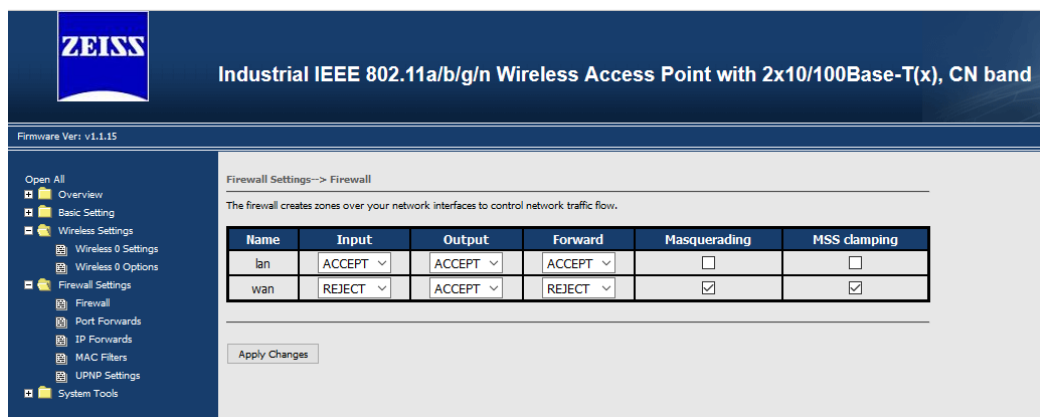 ZEISS
Industrial IEEE 802.11a/b/g/n Wireless Access Point with 2x10/100Base-T(x), CN band
Firmware Ver: v1.1.15
Open All
Overview
Basic Setting
Wireless Settings
Wireless 0 Settings
Wireless 0 Options
Firewall Settings
Firewall
Port Forwards
IP Forwards
MAC Filters
UPNP Settings
System Tools
Firewall Settings--> Firewall
The firewall creates zones over your network interfaces to control network traffic flow.
Name Input Output Forward Masquerading MSS clamping
lan ACCEPT ACCEPT ACCEPT
wan REJECT ACCEPT REJECT
Apply Changes